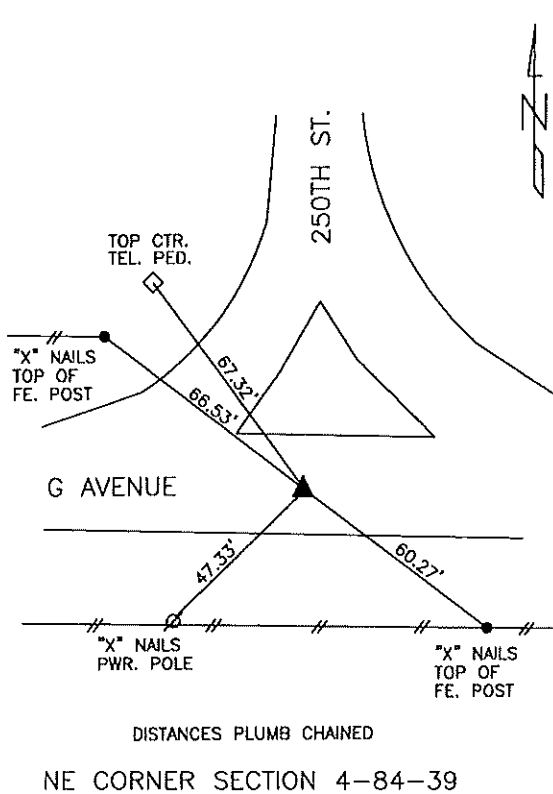 N
250TH ST.
TOP CTR.
TEL. PED.
"X" NAILS
TOP OF
FE. POST
67.32'
66.53'
G AVENUE
47.33'
60.27'
"X" NAILS
PWR. POLE
"X" NAILS
TOP OF
FE. POST
DISTANCES PLUMB CHAINED
NE CORNER SECTION 4-84-39